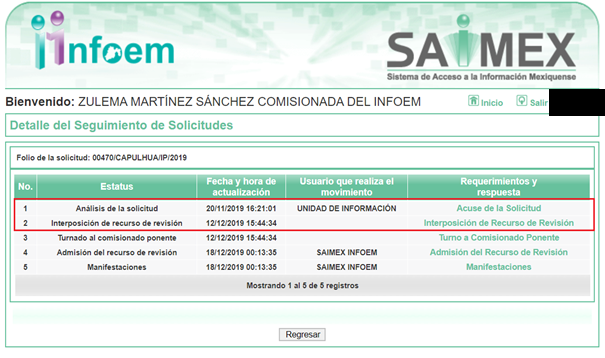 infoem
SAIMEX
Sistema de Acceso a la Información Mexiquense
Bienvenido: ZULEMA MARTÍNEZ SÁNCHEZ COMISIONADA DEL INFOEM
Inicio Salir
Detalle del Seguimiento de Solicitudes
Folio de la solicitud: 00470/CAPULHUA/IP/2019
No. Estatus Fecha y hora de actualización Usuario que realiza el movimiento Requerimientos y respuesta
1 Análisis de la solicitud 20/11/2019 16:21:01 UNIDAD DE INFORMACIÓN Acuse de la Solicitud
2 Interposición de recurso de revisión 12/12/2019 15:44:34 Interposición de Recurso de Revisión
3 Turnado al comisionado ponente 12/12/2019 15:44:34 Turno a Comisionado Ponente
4 Admisión del recurso de revisión 18/12/2019 00:13:35 SAIMEX INFOEM Admisión del Recurso de Revisión
5 Manifestaciones 18/12/2019 00:13:35 SAIMEX INFOEM Manifestaciones
Mostrando 1 al 5 de 5 registros
Regresar